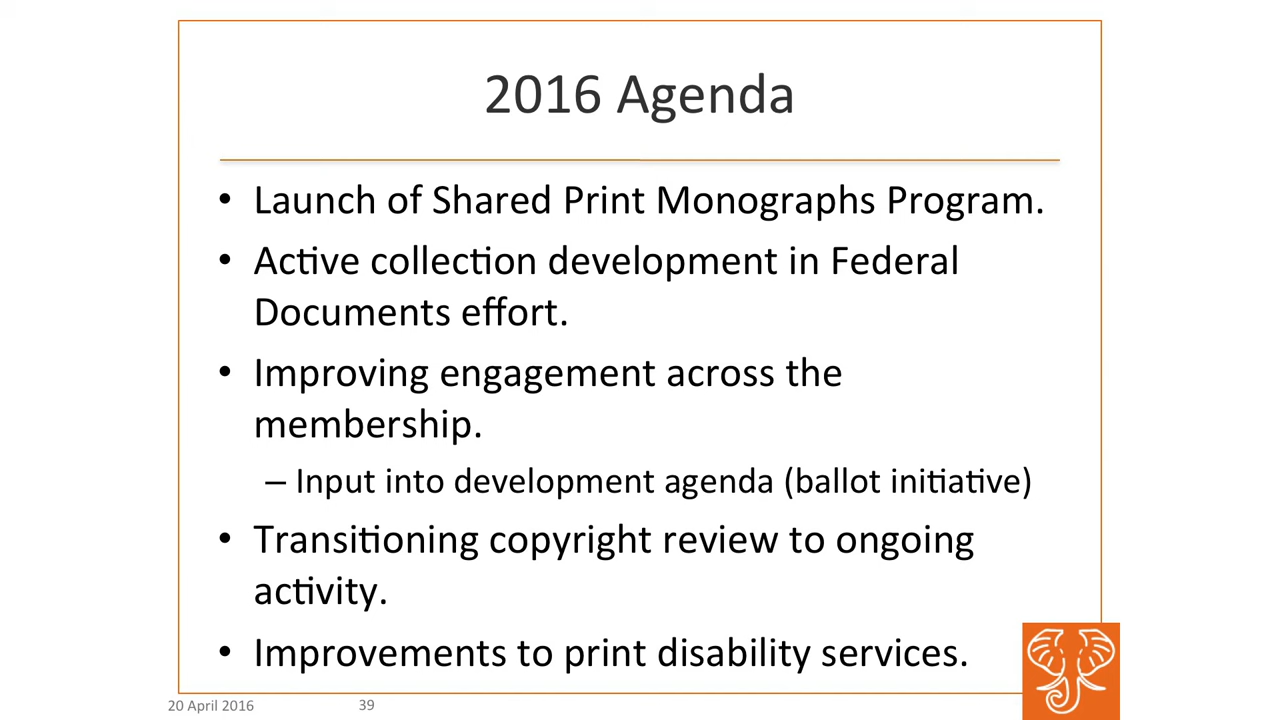 2016 Agenda
• Launch of Shared Print Monographs Program.
• Active collection development in Federal
Documents effort.
• Improving engagement across the
membership.
– Input into development agenda (ballot initiative)
• Transitioning copyright review to ongoing
activity.
• Improvements to print disability services.
20 April 2016 39